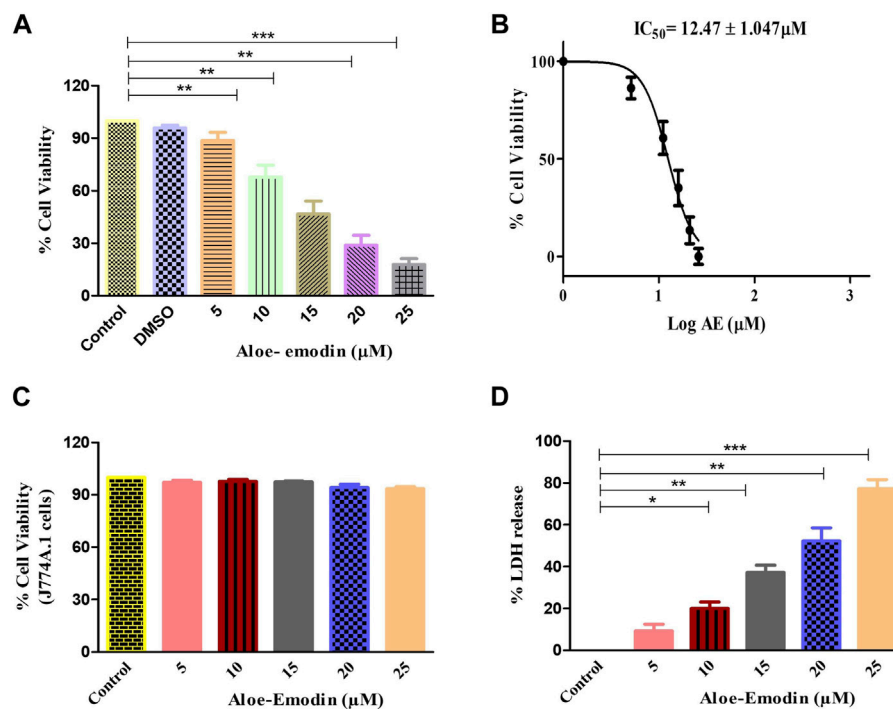 A
***
**
**
**
% Cell Viability
120
90
60
30
0
Control
DMSO
5
10
15
20
25
Aloe- emodin (µM)
B
IC50= 12.47 ± 1.047µM
% Cell Viability
100
50
0
0
1
2
3
Log AE (µM)
C
% Cell Viability
(J774A.1 cells)
120
90
60
30
0
Control
5
10
15
20
25
Aloe-Emodin (µM)
D
***
**
**
*
% LDH release
100
80
60
40
20
0
Control
5
10
15
20
25
Aloe-Emodin (µM)